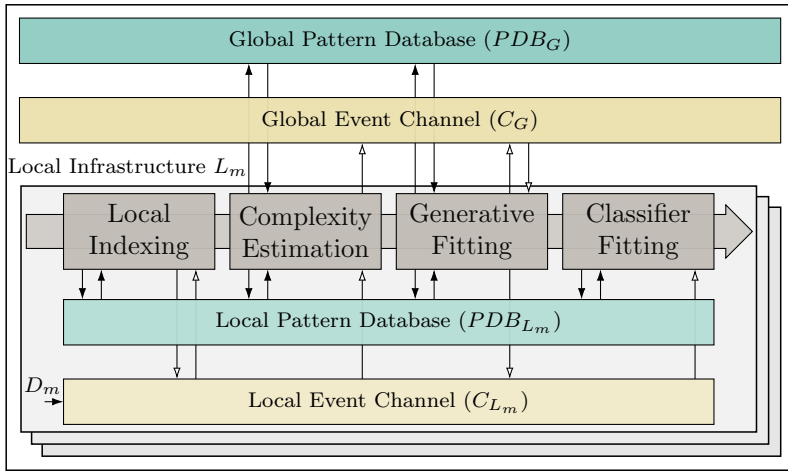 Global Pattern Database (PDB_G)
Global Event Channel (C_G)
Local Infrastructure L_m
Local
Indexing
Complexity
Estimation
Generative
Fitting
Classifier
Fitting
Local Pattern Database (PDB_{L_m})
D_m
Local Event Channel (C_{L_m})